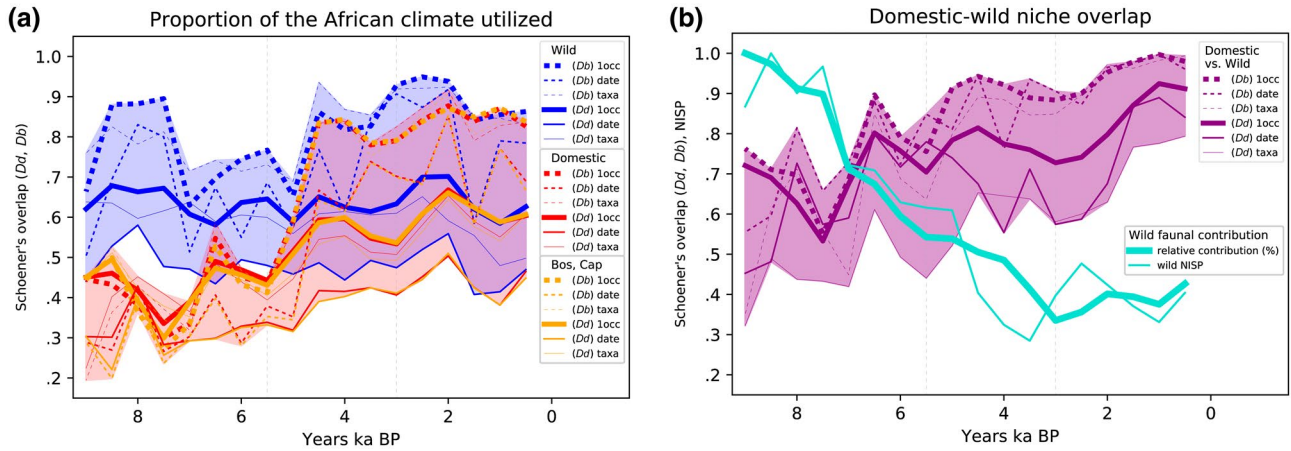 (a)
Proportion of the African climate utilized
Schoener's overlap (Dd, Db)
1.0
.9
.8
.7
.6
.5
.4
.3
.2
8
6
4
2
0
Years ka BP
Wild
(Db) 1occ
(Db) date
(Db) taxa
(Dd) 1occ
(Dd) date
(Dd) taxa
Domestic
(Db) 1occ
(Db) date
(Db) taxa
(Dd) 1occ
(Dd) date
(Dd) taxa
Bos, Cap
(Db) 1occ
(Db) date
(Db) taxa
(Dd) 1occ
(Dd) date
(Dd) taxa
(b)
Domestic-wild niche overlap
Schoener's overlap (Dd, Db), NISP
1.0
.9
.8
.7
.6
.5
.4
.3
.2
8
6
4
2
0
Years ka BP
Domestic
vs. Wild
(Db) 1occ
(Db) date
(Db) taxa
(Dd) 1occ
(Dd) date
(Dd) taxa
Wild faunal contribution
relative contribution (%)
wild NISP